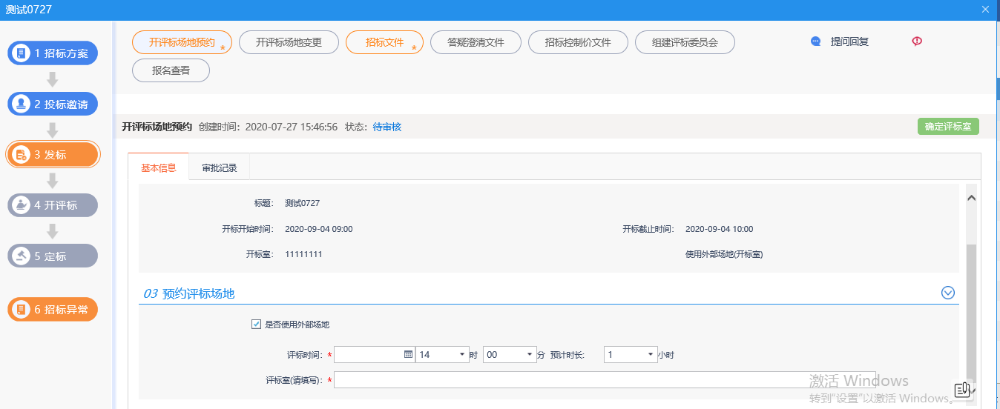 测试0727
1 招标方案
2 投标邀请
3 发标
4 开评标
5 定标
6 招标异常
开评标场地预约 * 开评标场地变更 招标文件 * 答疑澄清文件 招标控制价文件 组建评标委员会 提问回复
报名查看
开评标场地预约 创建时间：2020-07-27 15:46:56 状态：待审核 确定评标室
基本信息 审批记录
标题： 测试0727
开标开始时间： 2020-09-04 09:00 开标截止时间： 2020-09-04 10:00
开标室： 11111111 使用外部场地(开标室)
03 预约评标场地
是否使用外部场地
评标时间：* 14 时 00 分 预计时长： 1 小时
评标室(请填写)：*
激活 Windows
转到"设置"以激活 Windows。